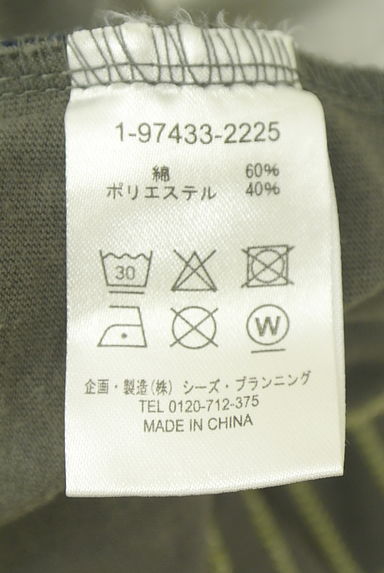 1-97433-2225
綿 60%
ポリエステル 40%
30
W
企画・製造(株) シーズ・プランニング
TEL 0120-712-375
MADE IN CHINA